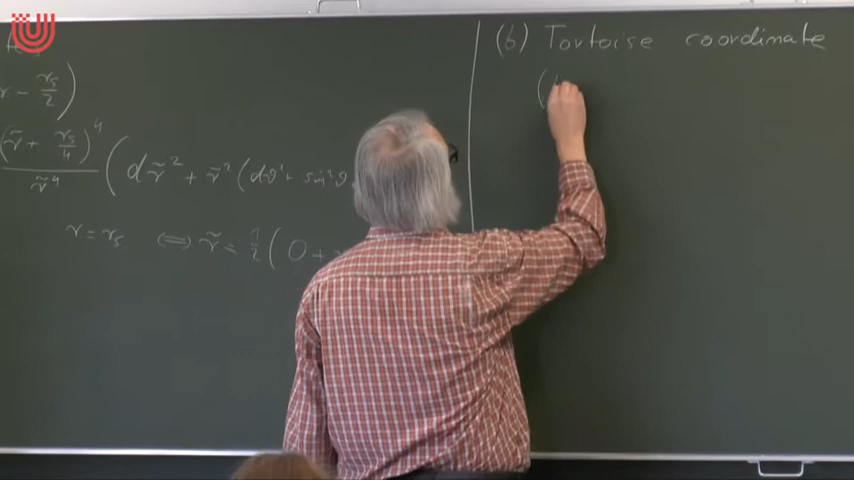 r - r_s/2 )
(r̃ + r_s/4)^4 / r̃^4 ( dr̃^2 + r̃^2 ( dϑ^2 + sin^2 ϑ
r = r_s ⟺ r̃ = 1/2 ( 0 +
(b) Tortoise coordinate
(